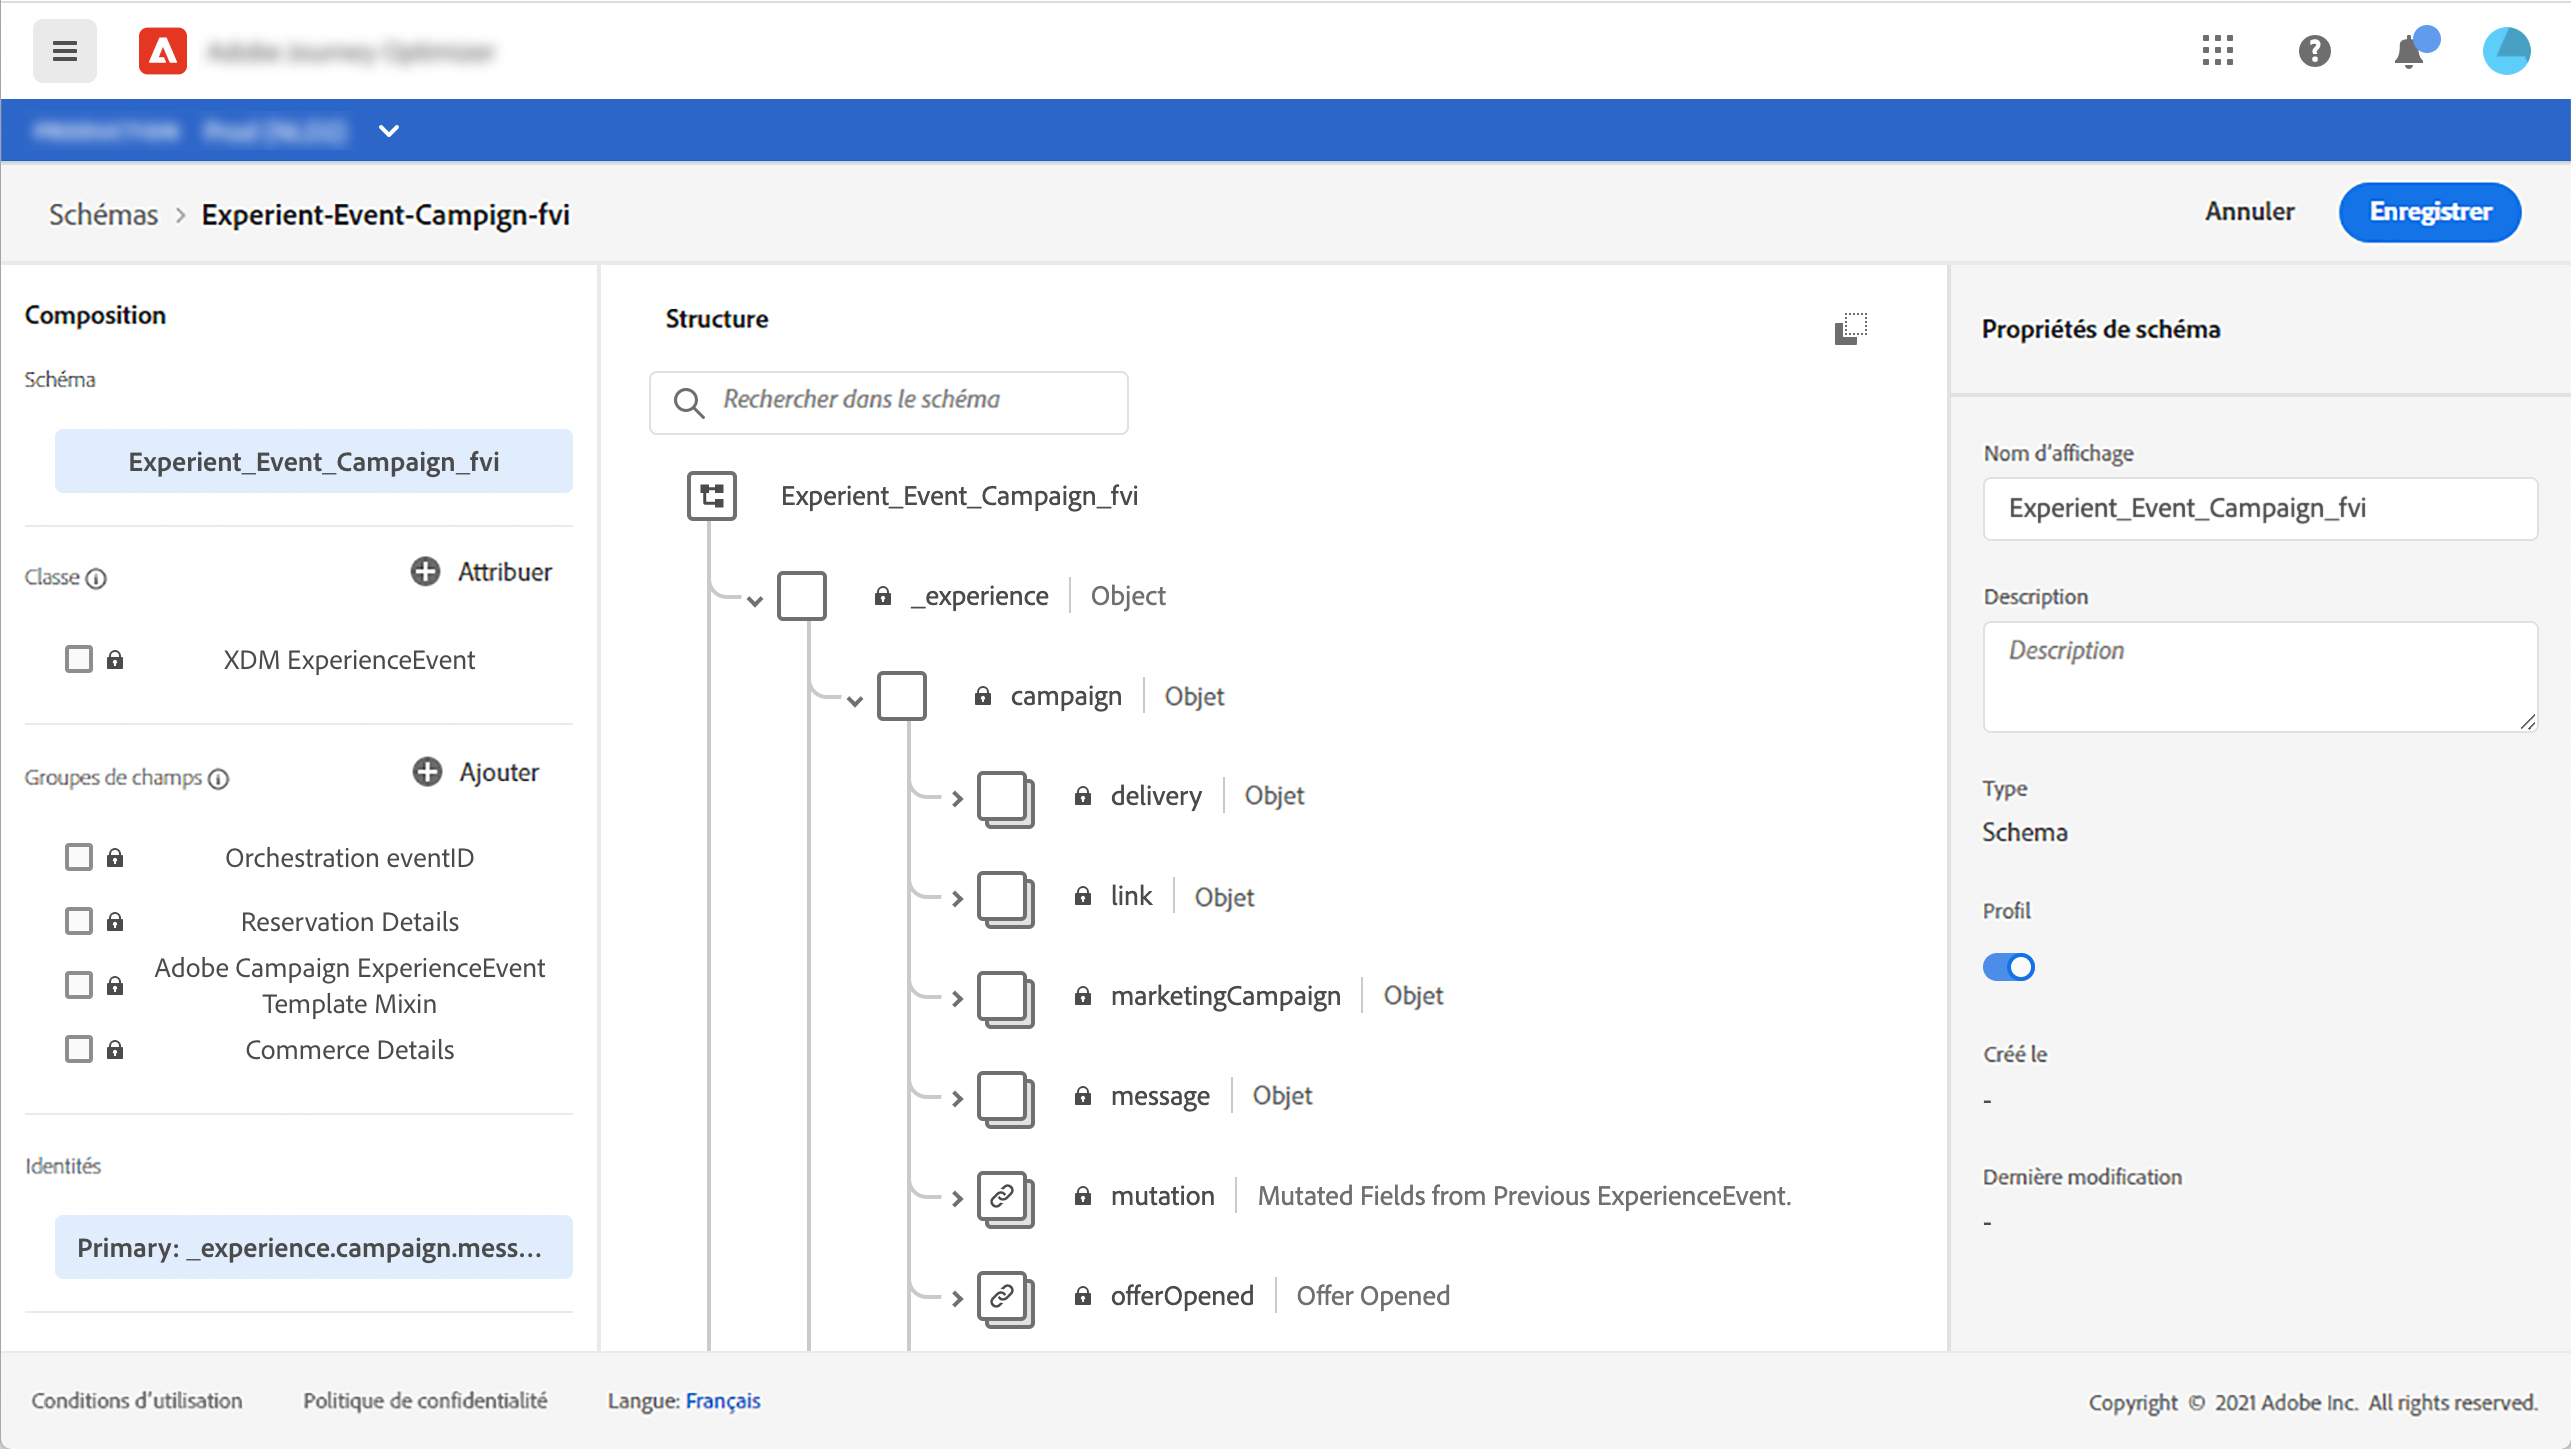 Schémas > Experient-Event-Campign-fvi
Annuler
Enregistrer
Composition
Schéma
Experient_Event_Campaign_fvi
Classe
Attribuer
XDM ExperienceEvent
Groupes de champs
Ajouter
Orchestration eventID
Reservation Details
Adobe Campaign ExperienceEvent
Template Mixin
Commerce Details
Identités
Primary: _experience.campaign.mess...
Structure
Rechercher dans le schéma
Experient_Event_Campaign_fvi
_experience | Object
campaign | Objet
delivery | Objet
link | Objet
marketingCampaign | Objet
message | Objet
mutation | Mutated Fields from Previous ExperienceEvent.
offerOpened | Offer Opened
Propriétés de schéma
Nom d'affichage
Experient_Event_Campaign_fvi
Description
Description
Type
Schema
Profil
Créé le
-
Dernière modification
-
Conditions d'utilisation
Politique de confidentialité
Langue: Français
Copyright © 2021 Adobe Inc. All rights reserved.